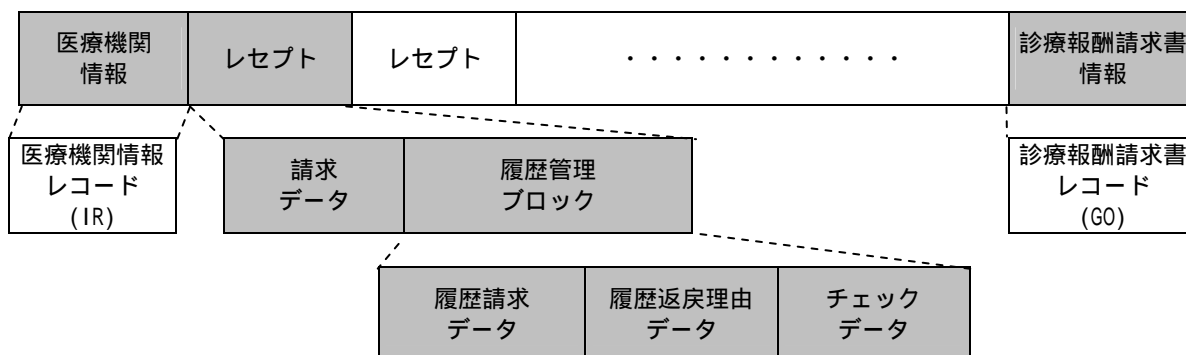 医療機関
情報
レセプト
レセプト
・・・・・・・・・・・・
診療報酬請求書
情報
医療機関情報
レコード
(IR)
請求
データ
履歴管理
ブロック
診療報酬請求書
レコード
(GO)
履歴請求
データ
履歴返戻理由
データ
チェック
データ